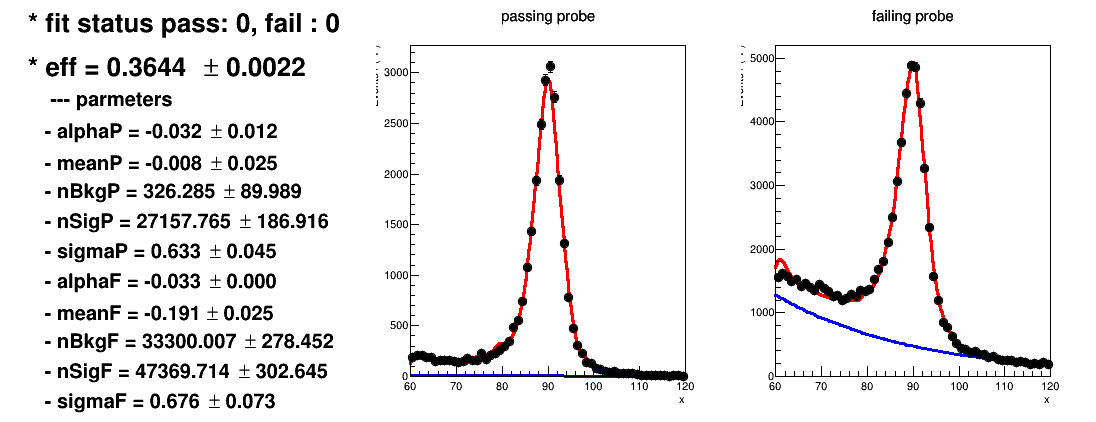 * fit status pass: 0, fail : 0
* eff = 0.3644 ± 0.0022
--- parmeters
- alphaP = -0.032 ± 0.012
- meanP = -0.008 ± 0.025
- nBkgP = 326.285 ± 89.989
- nSigP = 27157.765 ± 186.916
- sigmaP = 0.633 ± 0.045
- alphaF = -0.033 ± 0.000
- meanF = -0.191 ± 0.025
- nBkgF = 33300.007 ± 278.452
- nSigF = 47369.714 ± 302.645
- sigmaF = 0.676 ± 0.073
passing probe
3000
2500
2000
1500
1000
500
0
60 70 80 90 100 110 120
x
failing probe
5000
4000
3000
2000
1000
0
60 70 80 90 100 110 120
x